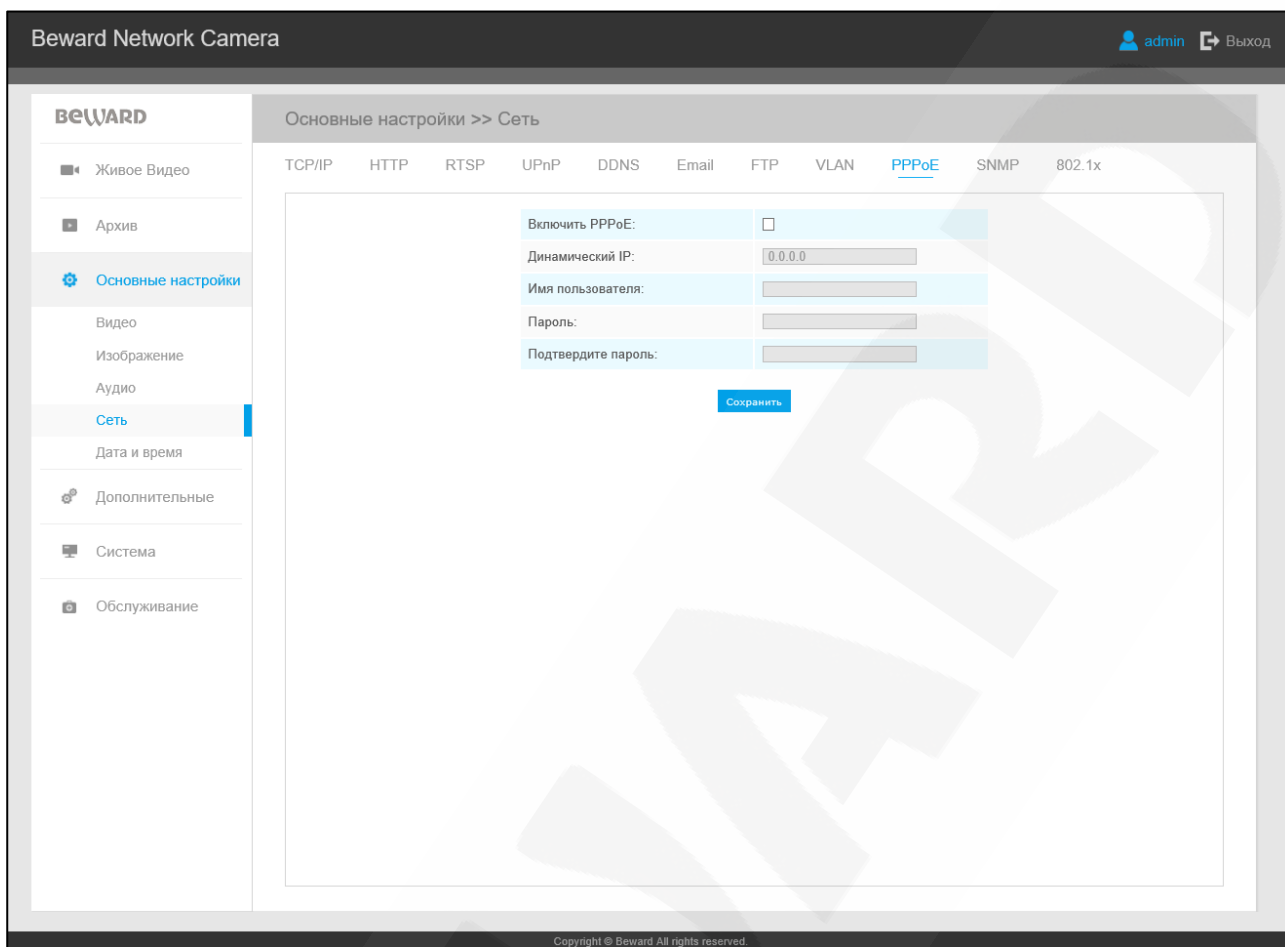 Beward Network Camera
admin Выход
BEWARD
Основные настройки >> Сеть
Живое Видео
Архив
Основные настройки
Видео
Изображение
Аудио
Сеть
Дата и время
Дополнительные
Система
Обслуживание
TCP/IP HTTP RTSP UPnP DDNS Email FTP VLAN PPPoE SNMP 802.1x
Включить PPPoE:
Динамический IP: 0.0.0.0
Имя пользователя:
Пароль:
Подтвердите пароль:
Сохранить
Copyright © Beward All rights reserved.